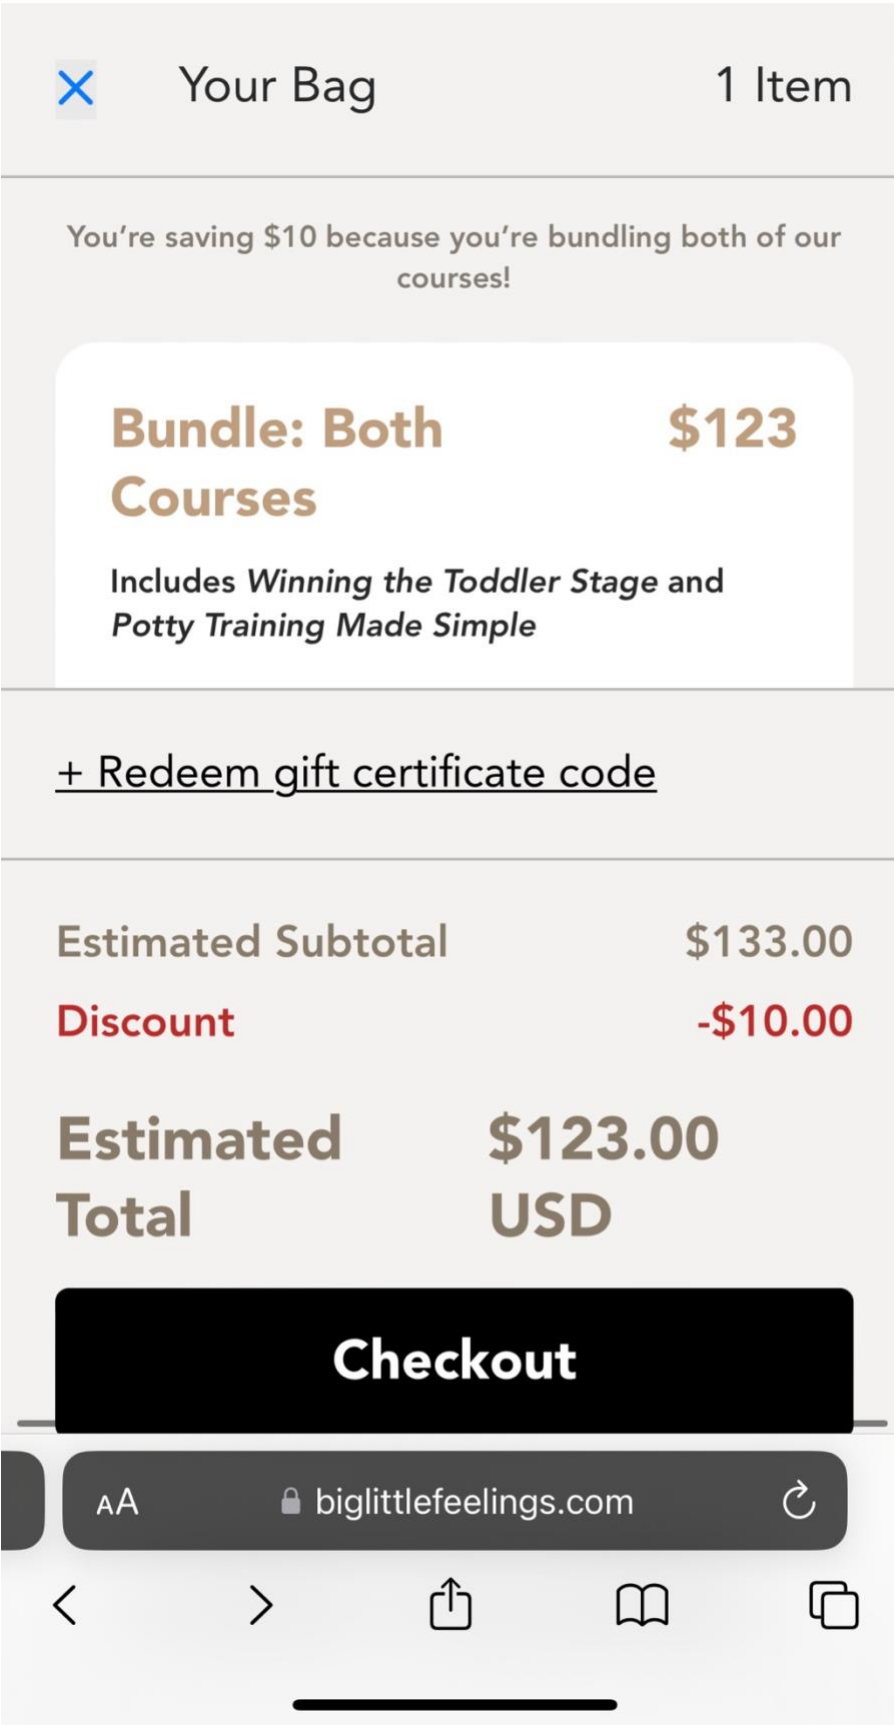 Your Bag
1 Item
You’re saving $10 because you’re bundling both of our
courses!
Bundle: Both
Courses
$123
Includes Winning the Toddler Stage and
Potty Training Made Simple
+ Redeem gift certificate code
Estimated Subtotal
$133.00
Discount
-$10.00
Estimated
Total
$123.00
USD
Checkout
AA
biglittlefeelings.com